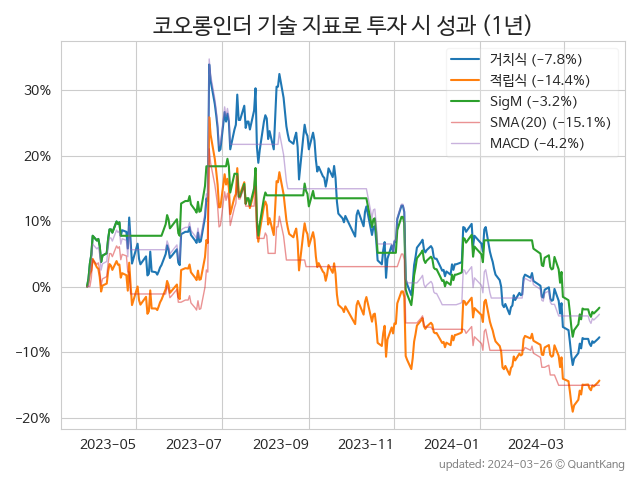 코오롱인더 기술 지표로 투자 시 성과 (1년)
거치식 (−7.8%)
적립식 (−14.4%)
SigM (−3.2%)
SMA(20) (−15.1%)
MACD (−4.2%)
30%
20%
10%
0%
−10%
−20%
2023-05 2023-07 2023-09 2023-11 2024-01 2024-03
updated: 2024-03-26 ⓒ QuantKang